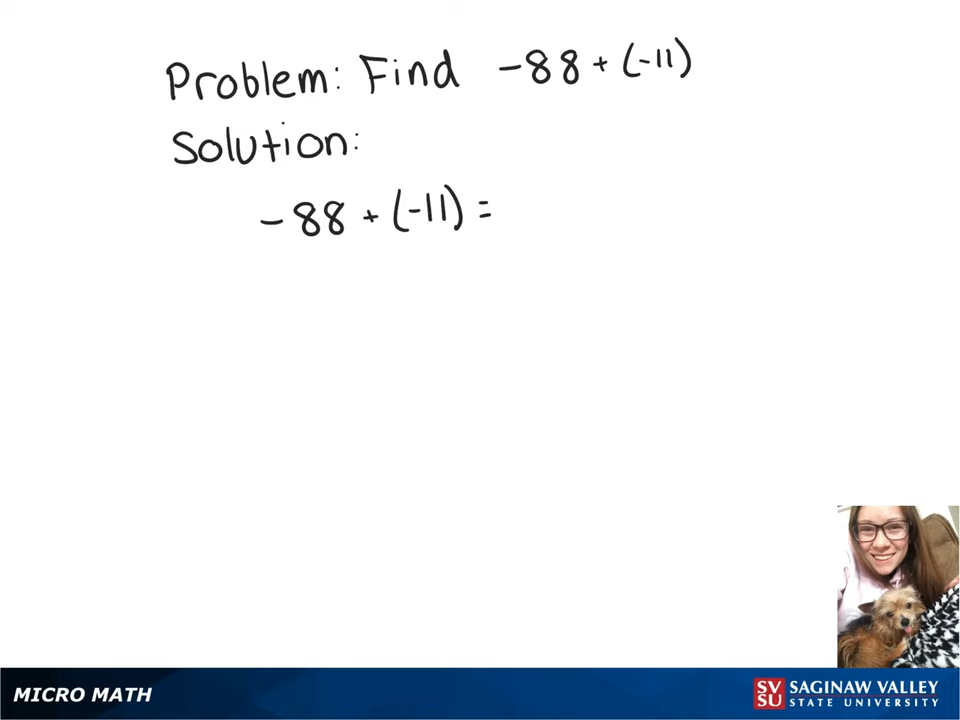 Problem: Find -88 + (-11)
Solution:
-88 + (-11) =
MICRO MATH
SV
SU
SAGINAW VALLEY
STATE UNIVERSITY